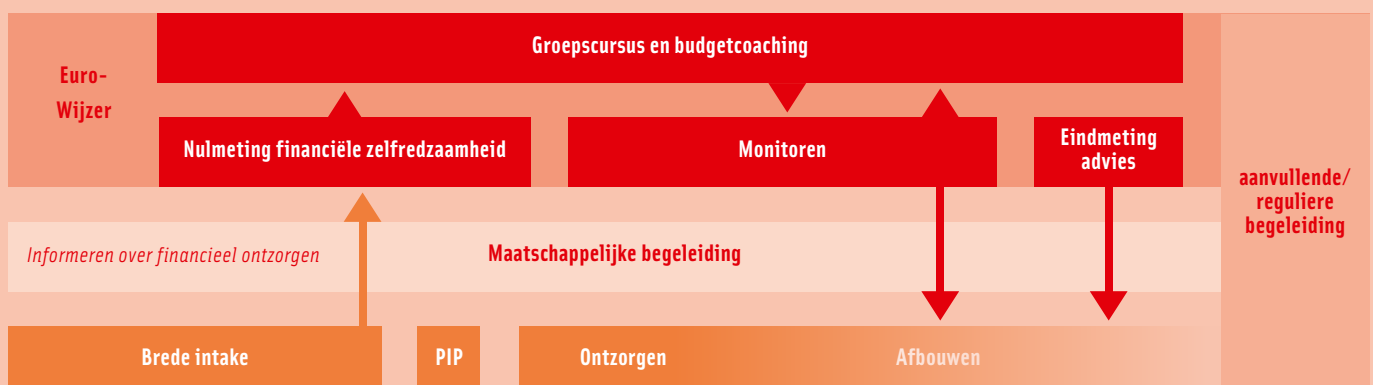 Groepscursus en budgetcoaching
Euro-
Wijzer
Nulmeting financiële zelfredzaamheid
Monitoren
Eindmeting
advies
aanvullende/
reguliere
begeleiding
Informeren over financieel ontzorgen
Maatschappelijke begeleiding
Brede intake
PIP
Ontzorgen
Afbouwen